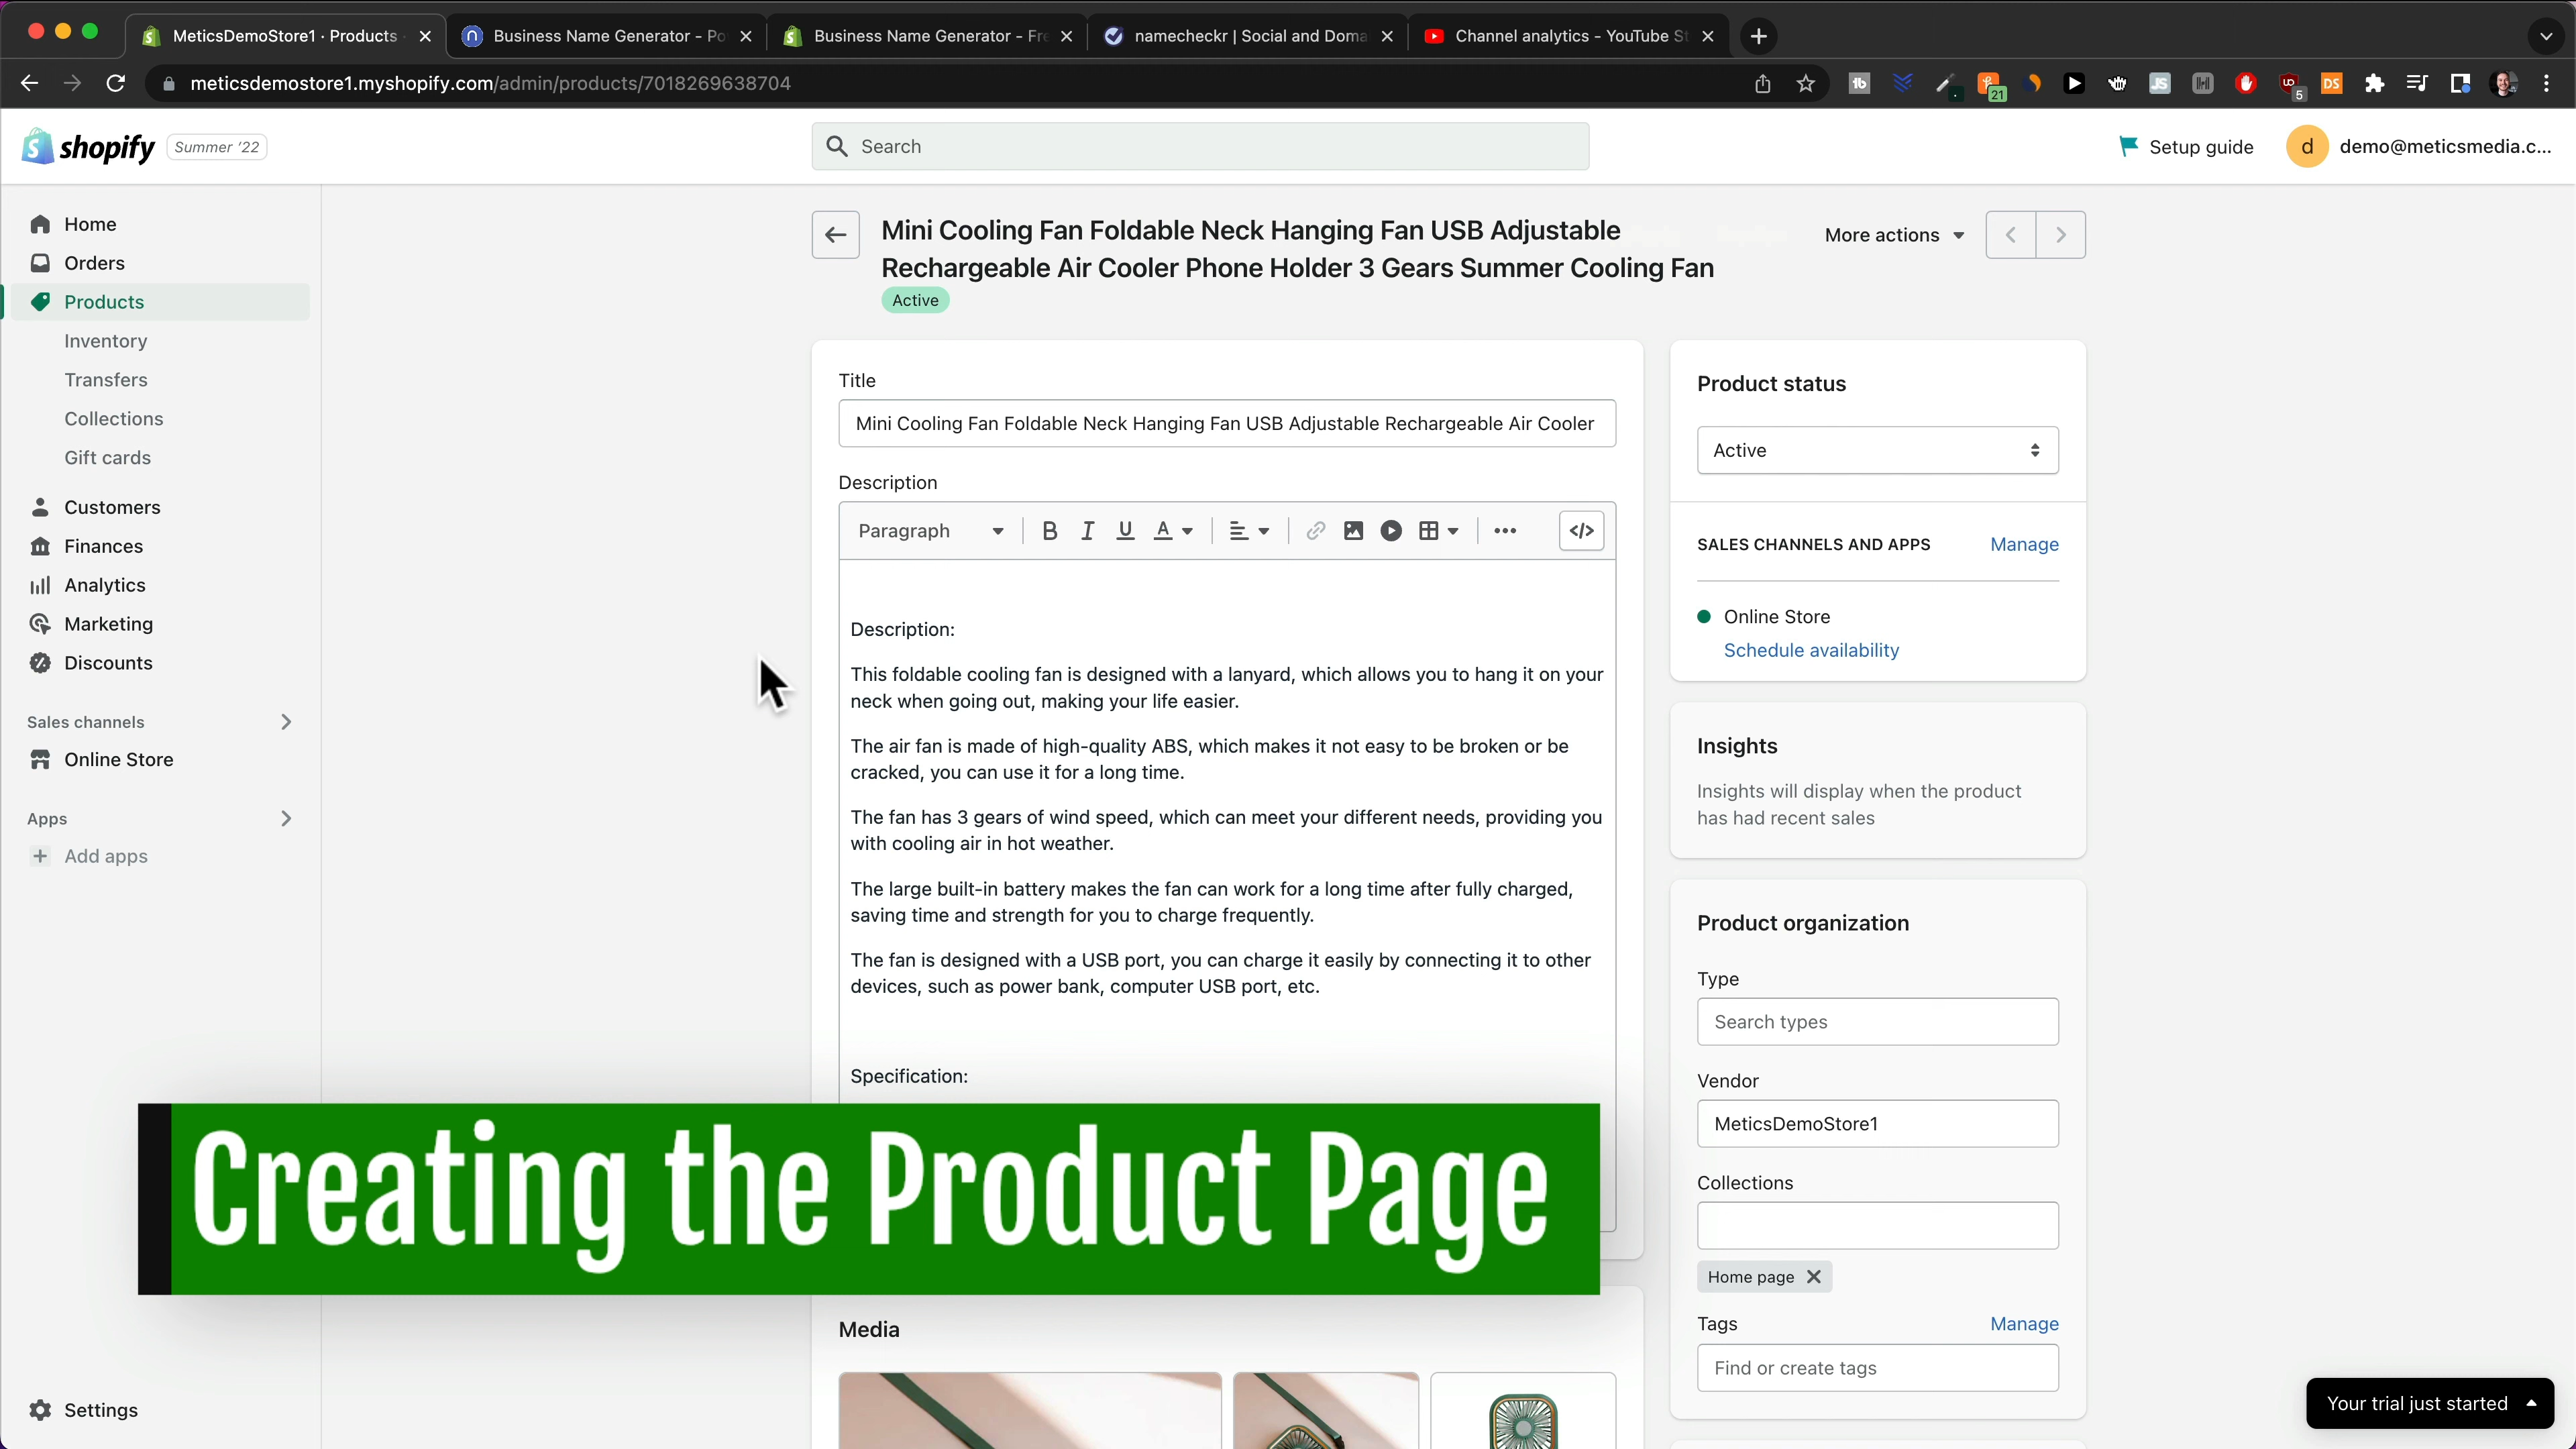 MeticsDemoStore1 · Products
Business Name Generator - Po
Business Name Generator - Fre
namecheckr | Social and Doma
Channel analytics - YouTube St
meticsdemostore1.myshopify.com/admin/products/7018269638704
21
5
shopify
Summer '22
Search
Setup guide
d
demo@meticsmedia.c...
Home
Orders
Products
Inventory
Transfers
Collections
Gift cards
Customers
Finances
Analytics
Marketing
Discounts
Sales channels
Online Store
Apps
Add apps
Settings
Mini Cooling Fan Foldable Neck Hanging Fan USB Adjustable
Rechargeable Air Cooler Phone Holder 3 Gears Summer Cooling Fan
Active
More actions
Title
Mini Cooling Fan Foldable Neck Hanging Fan USB Adjustable Rechargeable Air Cooler
Description
Paragraph
B I U A
</>
Description:
This foldable cooling fan is designed with a lanyard, which allows you to hang it on your
neck when going out, making your life easier.
The air fan is made of high-quality ABS, which makes it not easy to be broken or be
cracked, you can use it for a long time.
The fan has 3 gears of wind speed, which can meet your different needs, providing you
with cooling air in hot weather.
The large built-in battery makes the fan can work for a long time after fully charged,
saving time and strength for you to charge frequently.
The fan is designed with a USB port, you can charge it easily by connecting it to other
devices, such as power bank, computer USB port, etc.
Specification:
Creating the Product Page
Media
Product status
Active
SALES CHANNELS AND APPS
Manage
Online Store
Schedule availability
Insights
Insights will display when the product
has had recent sales
Product organization
Type
Search types
Vendor
MeticsDemoStore1
Collections
Home page
Tags
Manage
Find or create tags
Your trial just started